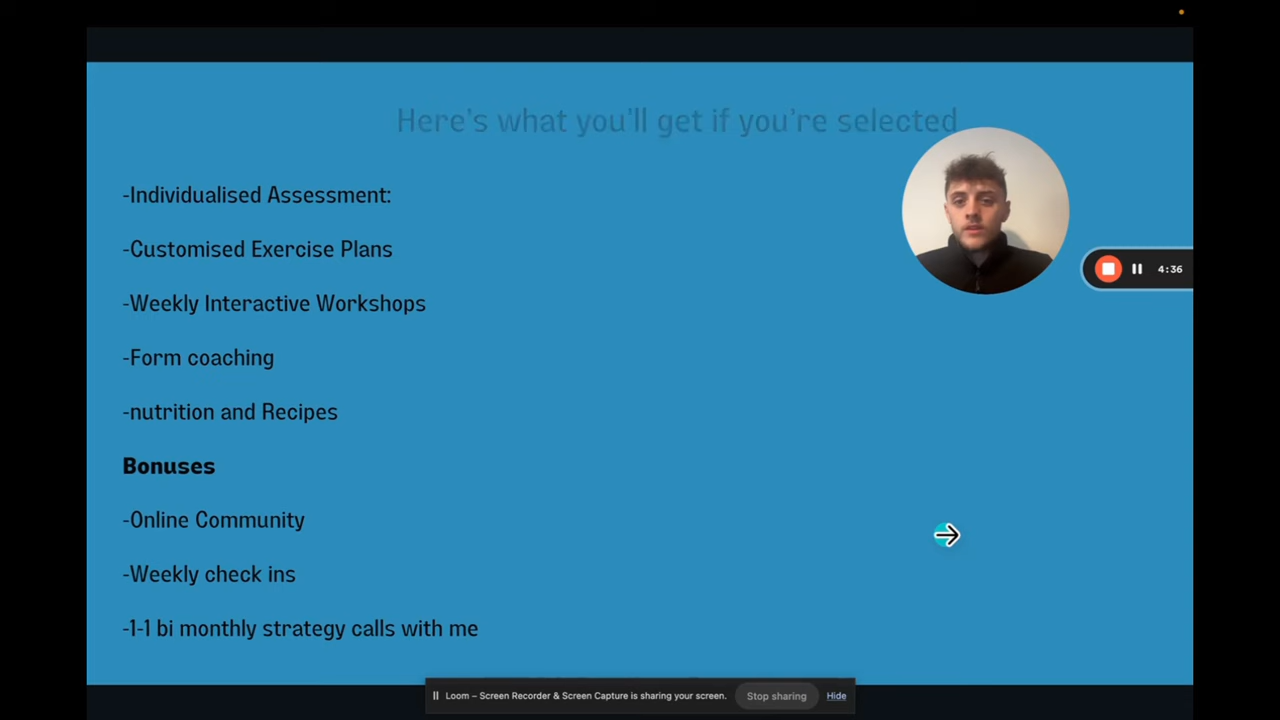 Here's what you'll get if you're selected
-Individualised Assessment:
-Customised Exercise Plans
-Weekly Interactive Workshops
4:36
-Form coaching
-nutrition and Recipes
Bonuses
-Online Community
-Weekly check ins
-1-1 bi monthly strategy calls with me
Loom – Screen Recorder & Screen Capture is sharing your screen. Stop sharing Hide